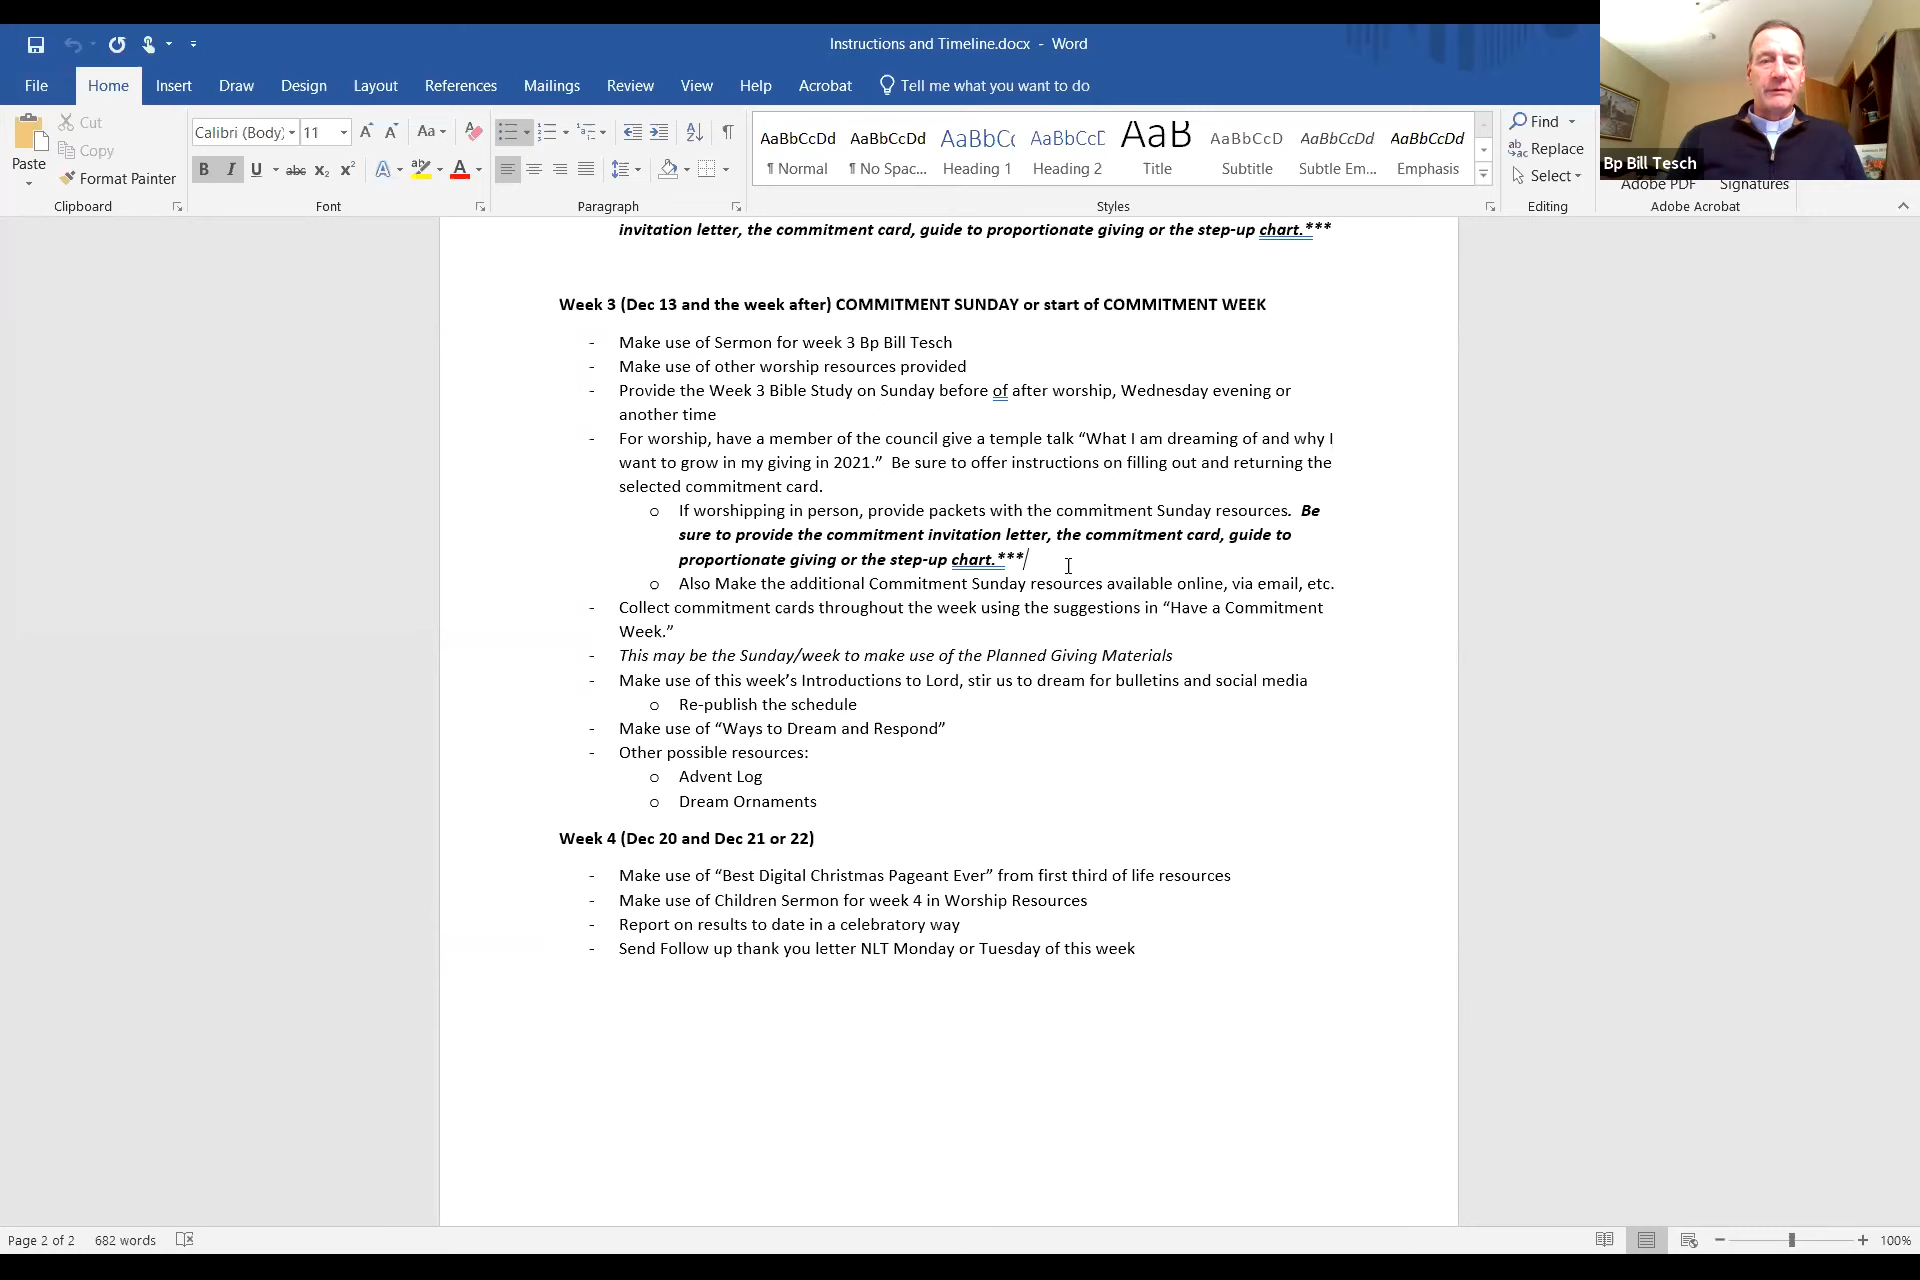 Instructions and Timeline.docx - Word
File Home Insert Draw Design Layout References Mailings Review View Help Acrobat Tell me what you want to do
Paste
Cut
Copy
Format Painter
Clipboard
Calibri (Body) 11
Font
Paragraph
AaBbCcDd AaBbCcDd AaBbCc AaBbCcD AaB AaBbCcD AaBbCcDd AaBbCcDd
¶ Normal ¶ No Spac... Heading 1 Heading 2 Title Subtitle Subtle Em... Emphasis
Styles
Find
Replace
Select
Editing
Adobe PDF Signatures
Adobe Acrobat
Bp Bill Tesch
invitation letter, the commitment card, guide to proportionate giving or the step-up chart.***
Week 3 (Dec 13 and the week after) COMMITMENT SUNDAY or start of COMMITMENT WEEK
- Make use of Sermon for week 3 Bp Bill Tesch
- Make use of other worship resources provided
- Provide the Week 3 Bible Study on Sunday before of after worship, Wednesday evening or
another time
- For worship, have a member of the council give a temple talk “What I am dreaming of and why I
want to grow in my giving in 2021.” Be sure to offer instructions on filling out and returning the
selected commitment card.
o If worshipping in person, provide packets with the commitment Sunday resources. Be
sure to provide the commitment invitation letter, the commitment card, guide to
proportionate giving or the step-up chart.***
o Also Make the additional Commitment Sunday resources available online, via email, etc.
- Collect commitment cards throughout the week using the suggestions in “Have a Commitment
Week.”
- This may be the Sunday/week to make use of the Planned Giving Materials
- Make use of this week’s Introductions to Lord, stir us to dream for bulletins and social media
o Re-publish the schedule
- Make use of “Ways to Dream and Respond”
- Other possible resources:
o Advent Log
o Dream Ornaments
Week 4 (Dec 20 and Dec 21 or 22)
- Make use of “Best Digital Christmas Pageant Ever” from first third of life resources
- Make use of Children Sermon for week 4 in Worship Resources
- Report on results to date in a celebratory way
- Send Follow up thank you letter NLT Monday or Tuesday of this week
Page 2 of 2 682 words 100%